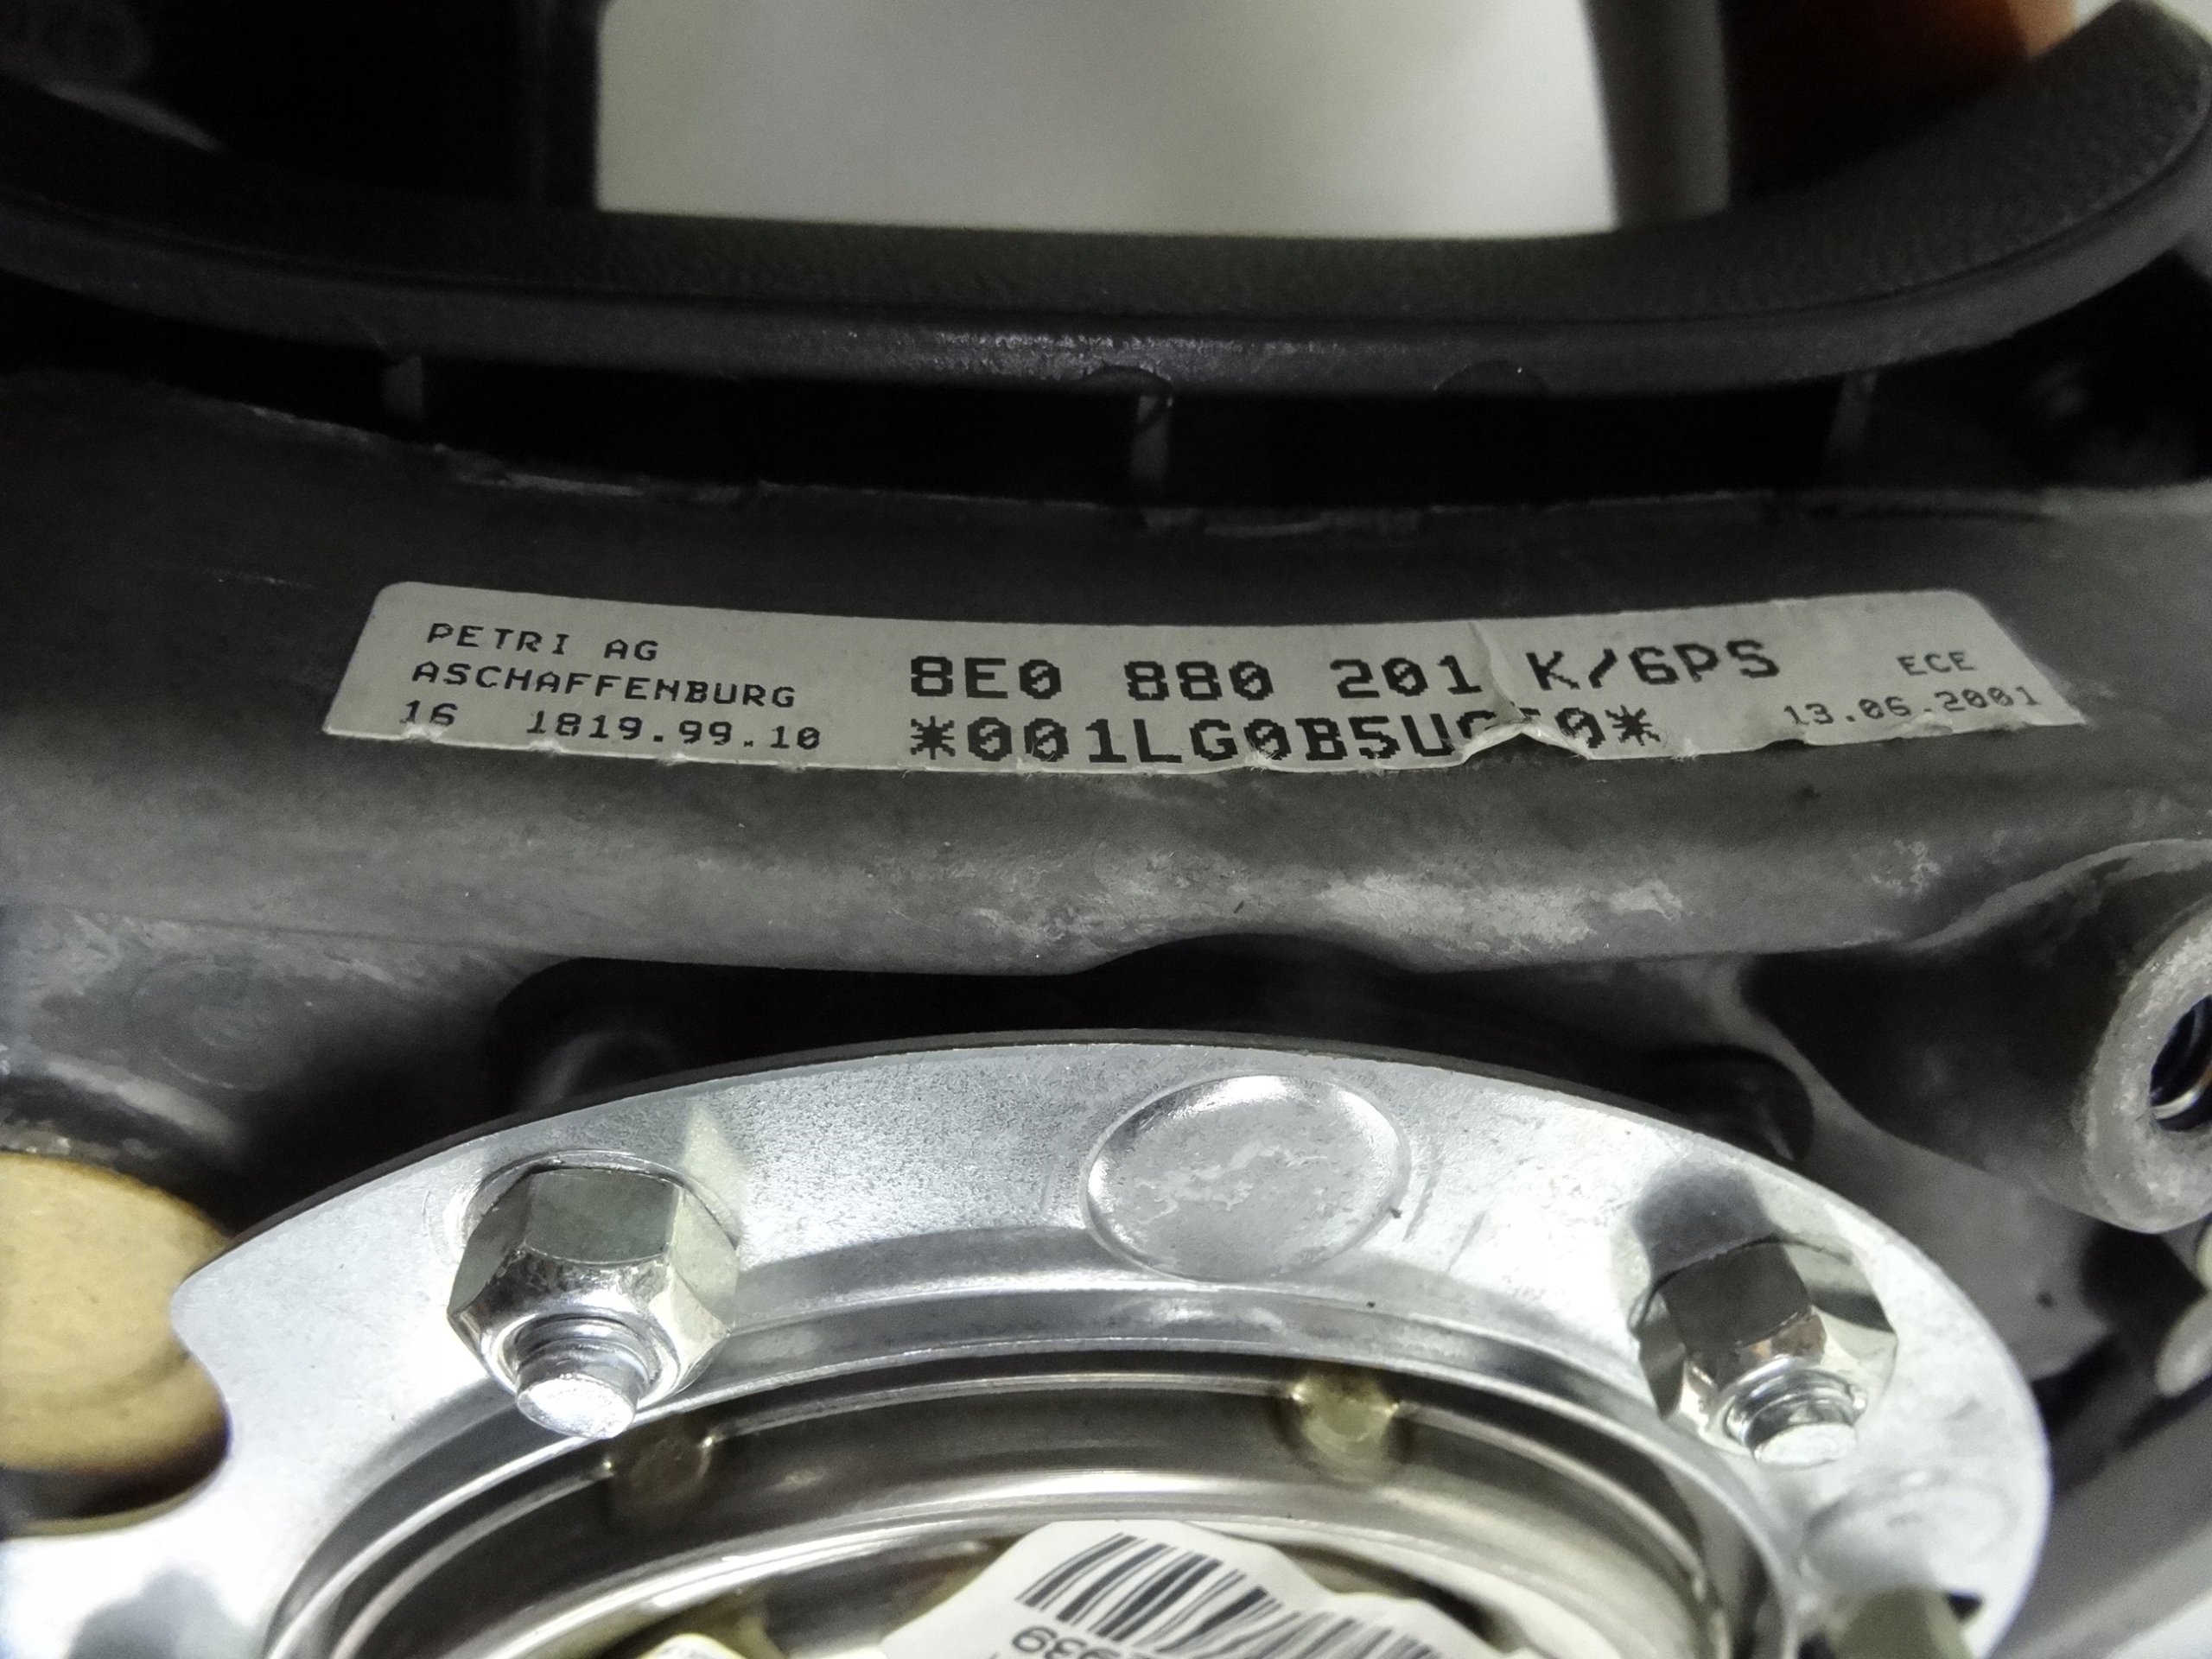 PETRI AG
ASCHAFFENBURG
16 1819.99.10
8E0 880 201 K/6PS
ECE
13.06.2001